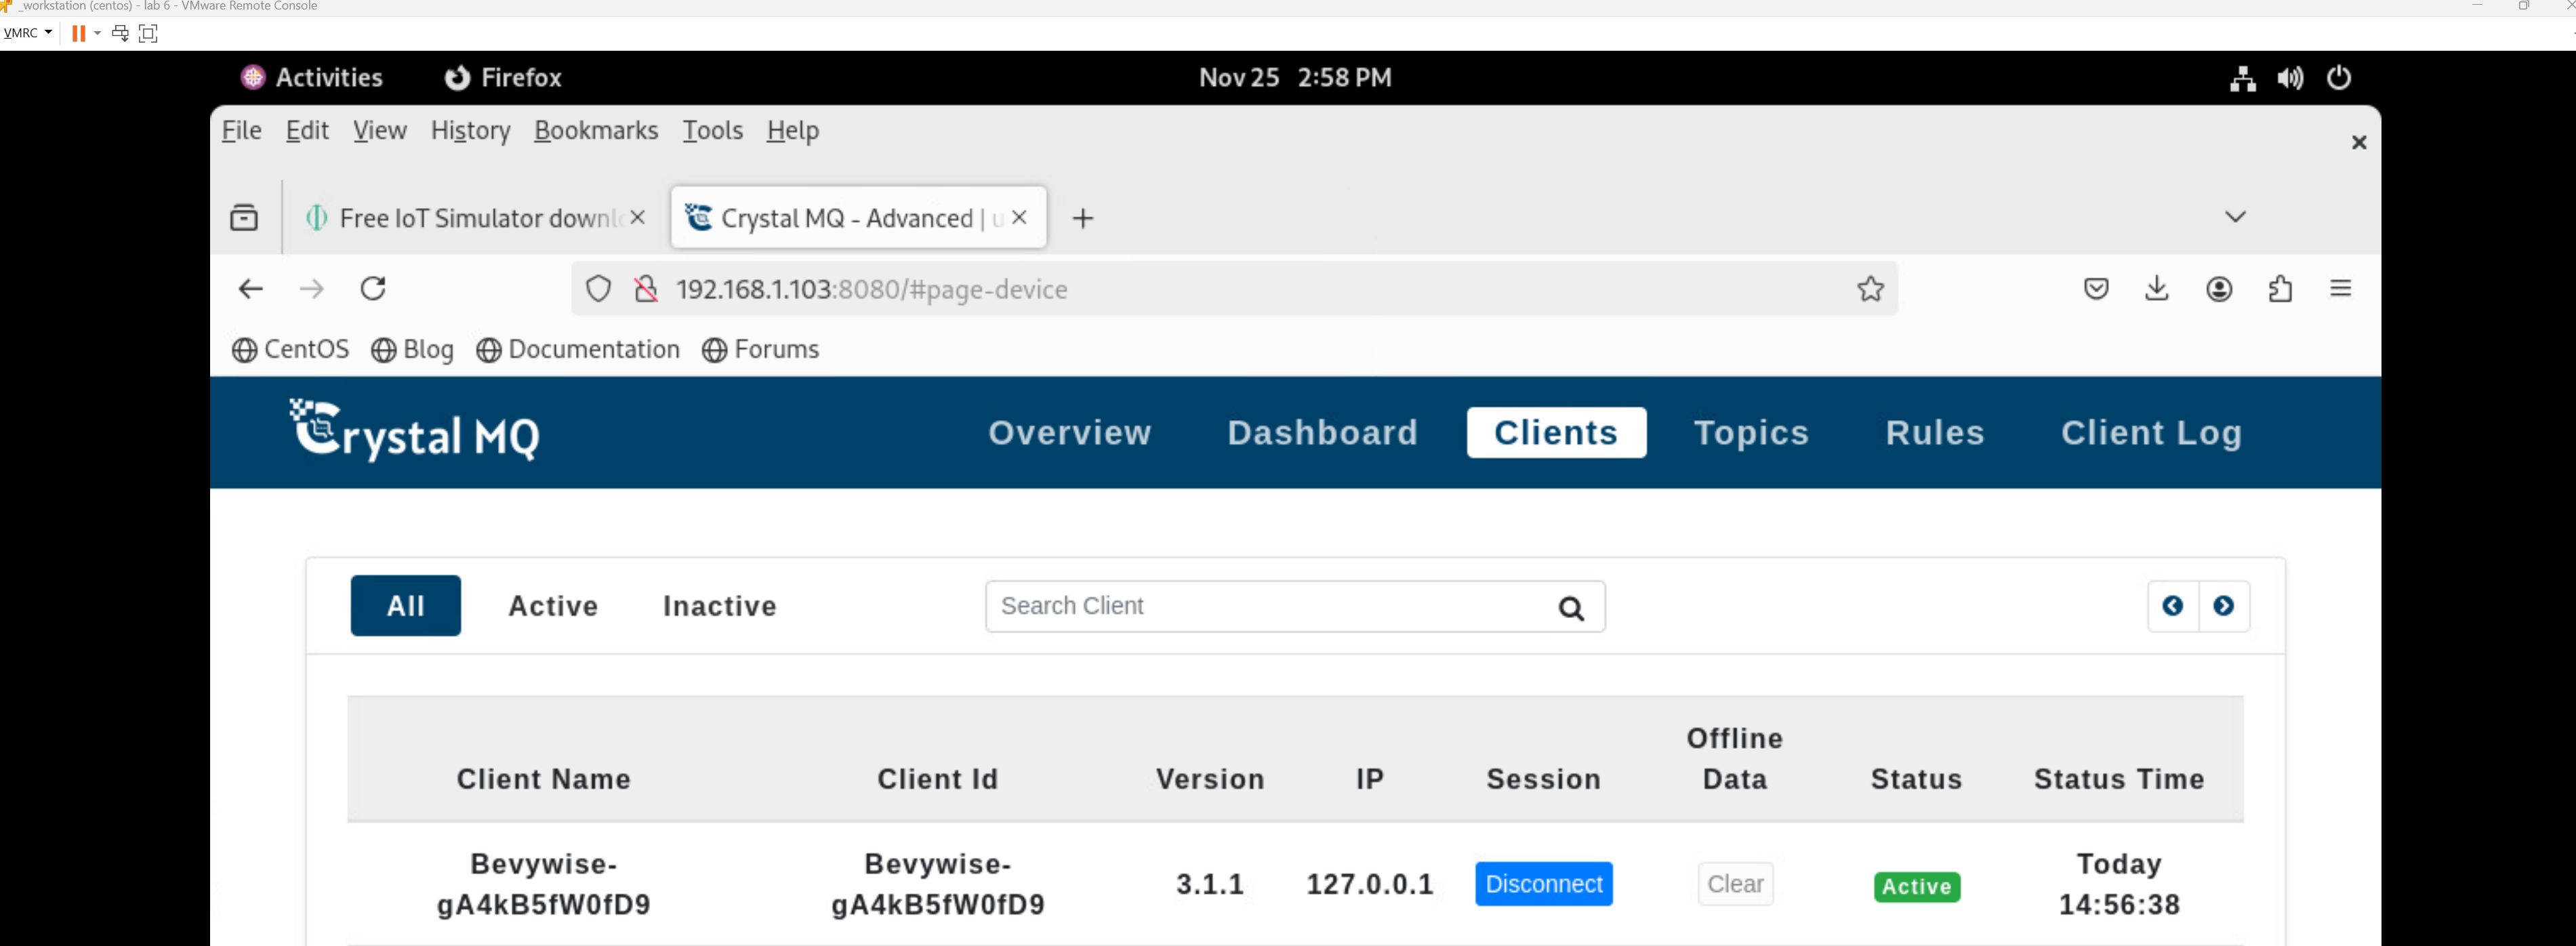 _workstation (centos) - lab 6 - VMware Remote Console
VMRC
Activities Firefox Nov 25 2:58 PM
File Edit View History Bookmarks Tools Help
Free IoT Simulator downl Crystal MQ - Advanced | u
192.168.1.103:8080/#page-device
CentOS Blog Documentation Forums
Crystal MQ Overview Dashboard Clients Topics Rules Client Log
All Active Inactive Search Client
Offline
Client Name Client Id Version IP Session Data Status Status Time
Bevywise- Bevywise- Today
3.1.1 127.0.0.1 Disconnect Clear Active
gA4kB5fW0fD9 gA4kB5fW0fD9 14:56:38